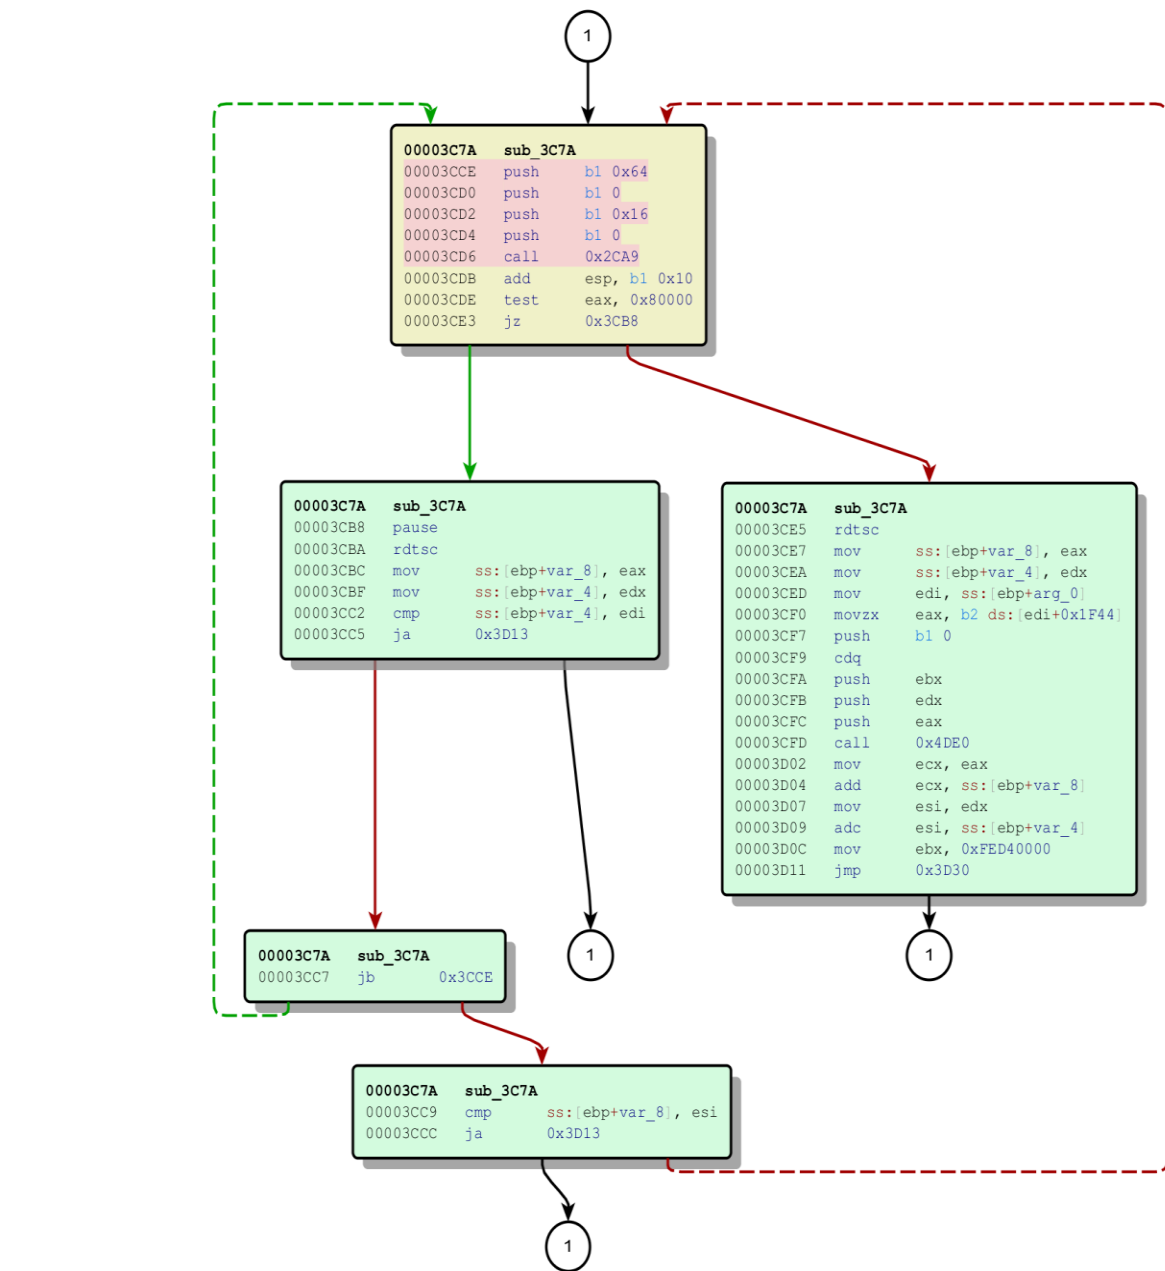 1
00003C7A sub_3C7A
00003CCE push b1 0x64
00003CD0 push b1 0
00003CD2 push b1 0x16
00003CD4 push b1 0
00003CD6 call 0x2CA9
00003CDB add esp, b1 0x10
00003CDE test eax, 0x80000
00003CE3 jz 0x3CB8
00003C7A sub_3C7A
00003CB8 pause
00003CBA rdtsc
00003CBC mov ss:[ebp+var_8], eax
00003CBF mov ss:[ebp+var_4], edx
00003CC2 cmp ss:[ebp+var_4], edi
00003CC5 ja 0x3D13
00003C7A sub_3C7A
00003CE5 rdtsc
00003CE7 mov ss:[ebp+var_8], eax
00003CEA mov ss:[ebp+var_4], edx
00003CED mov edi, ss:[ebp+arg_0]
00003CF0 movzx eax, b2 ds:[edi+0x1F44]
00003CF7 push b1 0
00003CF9 cdq
00003CFA push ebx
00003CFB push edx
00003CFC push eax
00003CFD call 0x4DE0
00003D02 mov ecx, eax
00003D04 add ecx, ss:[ebp+var_8]
00003D07 mov esi, edx
00003D09 adc esi, ss:[ebp+var_4]
00003D0C mov ebx, 0xFED40000
00003D11 jmp 0x3D30
00003C7A sub_3C7A
00003CC7 jb 0x3CCE
1
1
00003C7A sub_3C7A
00003CC9 cmp ss:[ebp+var_8], esi
00003CCC ja 0x3D13
1